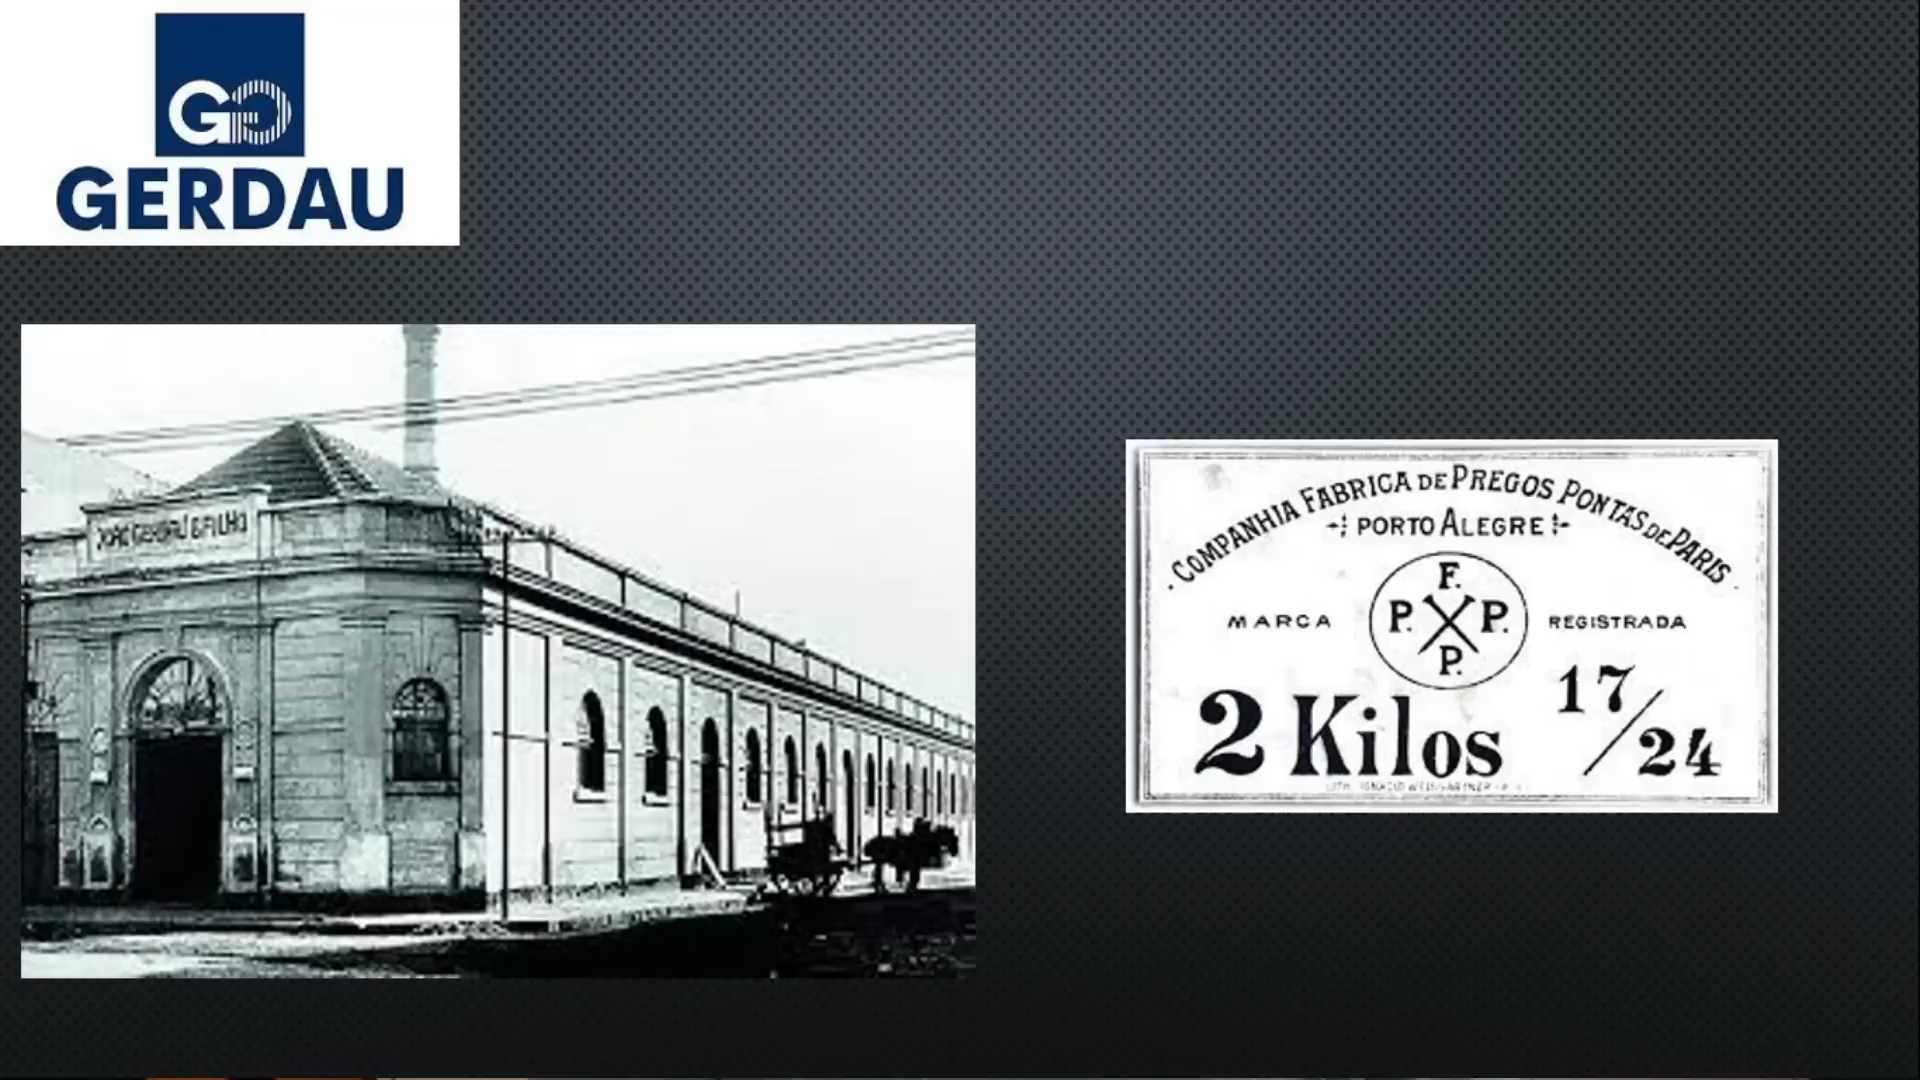 GG
GERDAU
JOÃO GERDAU & FILHO
COMPANHIA FABRICA DE PREGOS PONTAS DE PARIS
PORTO ALEGRE
F.
P. P.
P.
MARCA REGISTRADA
2 Kilos 17/24